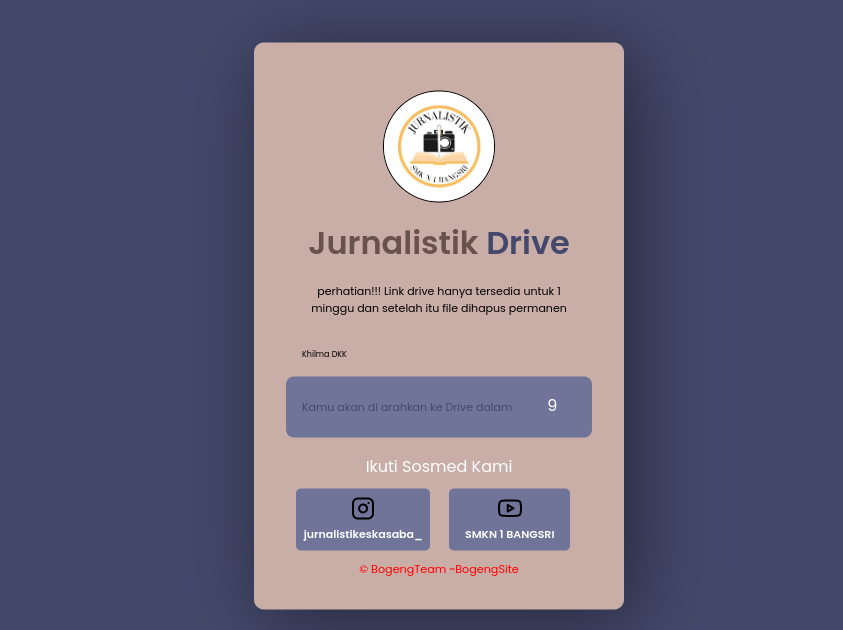 JURNALISTIK
SMK N 1 BANGSRI
Jurnalistik Drive
perhatian!!! Link drive hanya tersedia untuk 1
minggu dan setelah itu file dihapus permanen
Khilma DKK
Kamu akan di arahkan ke Drive dalam 9
Ikuti Sosmed Kami
jurnalistikeskasaba_
SMKN 1 BANGSRI
© BogengTeam ~BogengSite